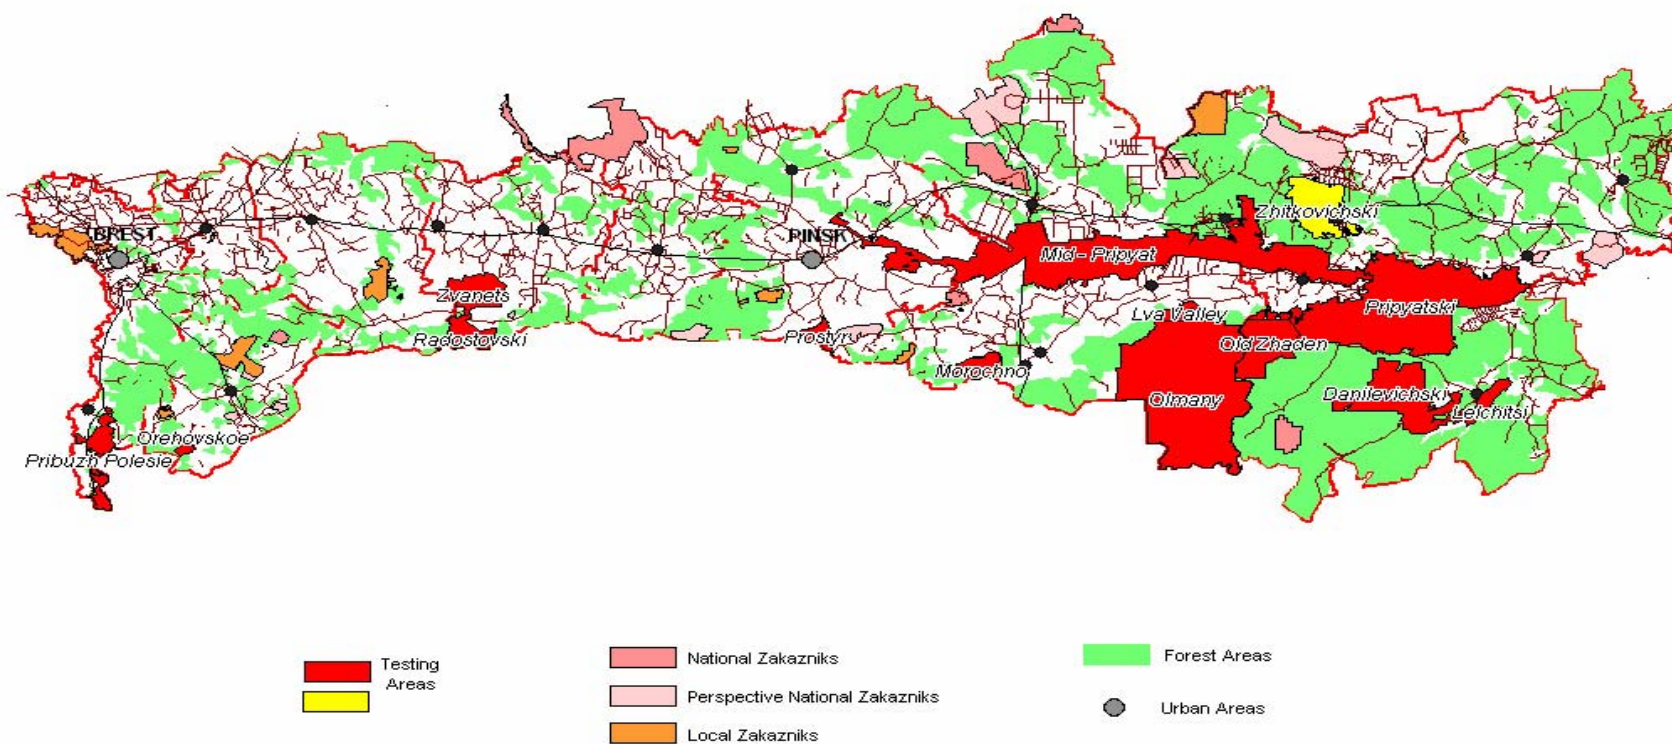 Zhitkovichski
BREST
PINSK
Mid - Pripyat
Zvanets
Pripyatski
Lva Valley
Radostovski
Prostyr
Old Zhaden
Morochno
Olmany
Danilevichski
Lelchitsi
Orehovskoe
Pribuzh Polesie
Testing
Areas
National Zakazniks
Perspective National Zakazniks
Local Zakazniks
Forest Areas
Urban Areas